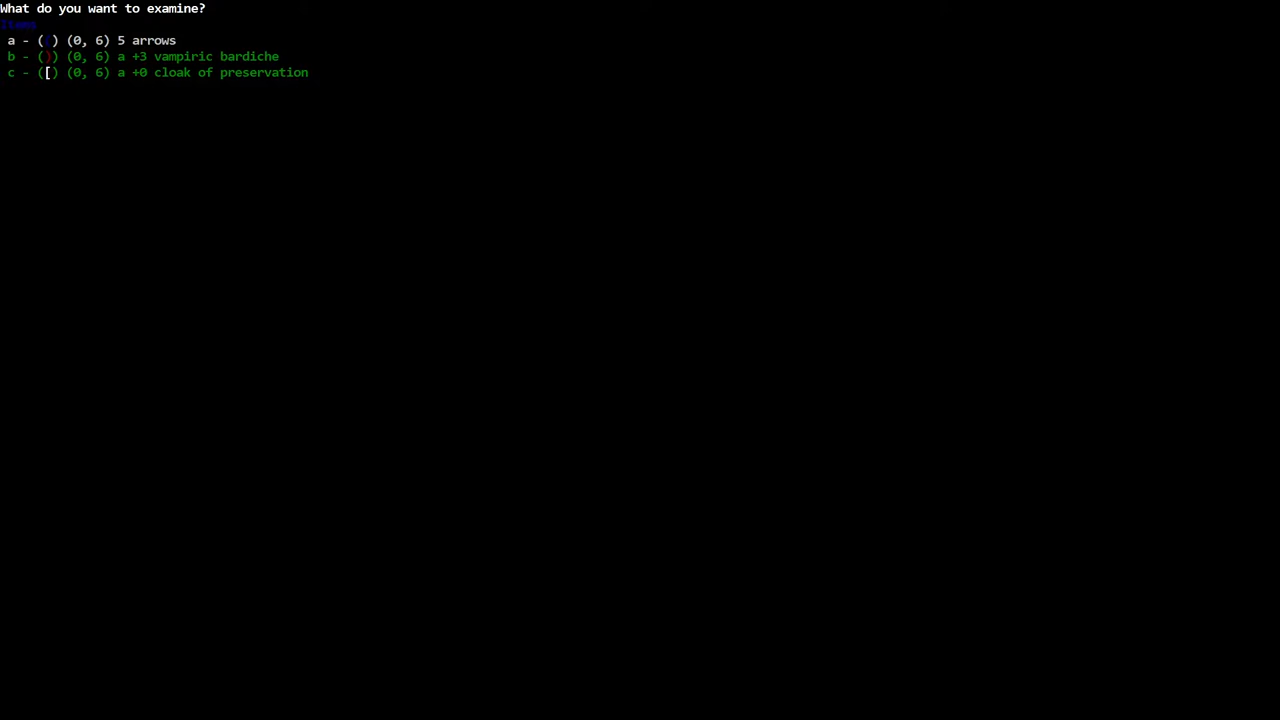 What do you want to examine?
Items
a - (() (0, 6) 5 arrows
b - ()) (0, 6) a +3 vampiric bardiche
c - ([) (0, 6) a +0 cloak of preservation